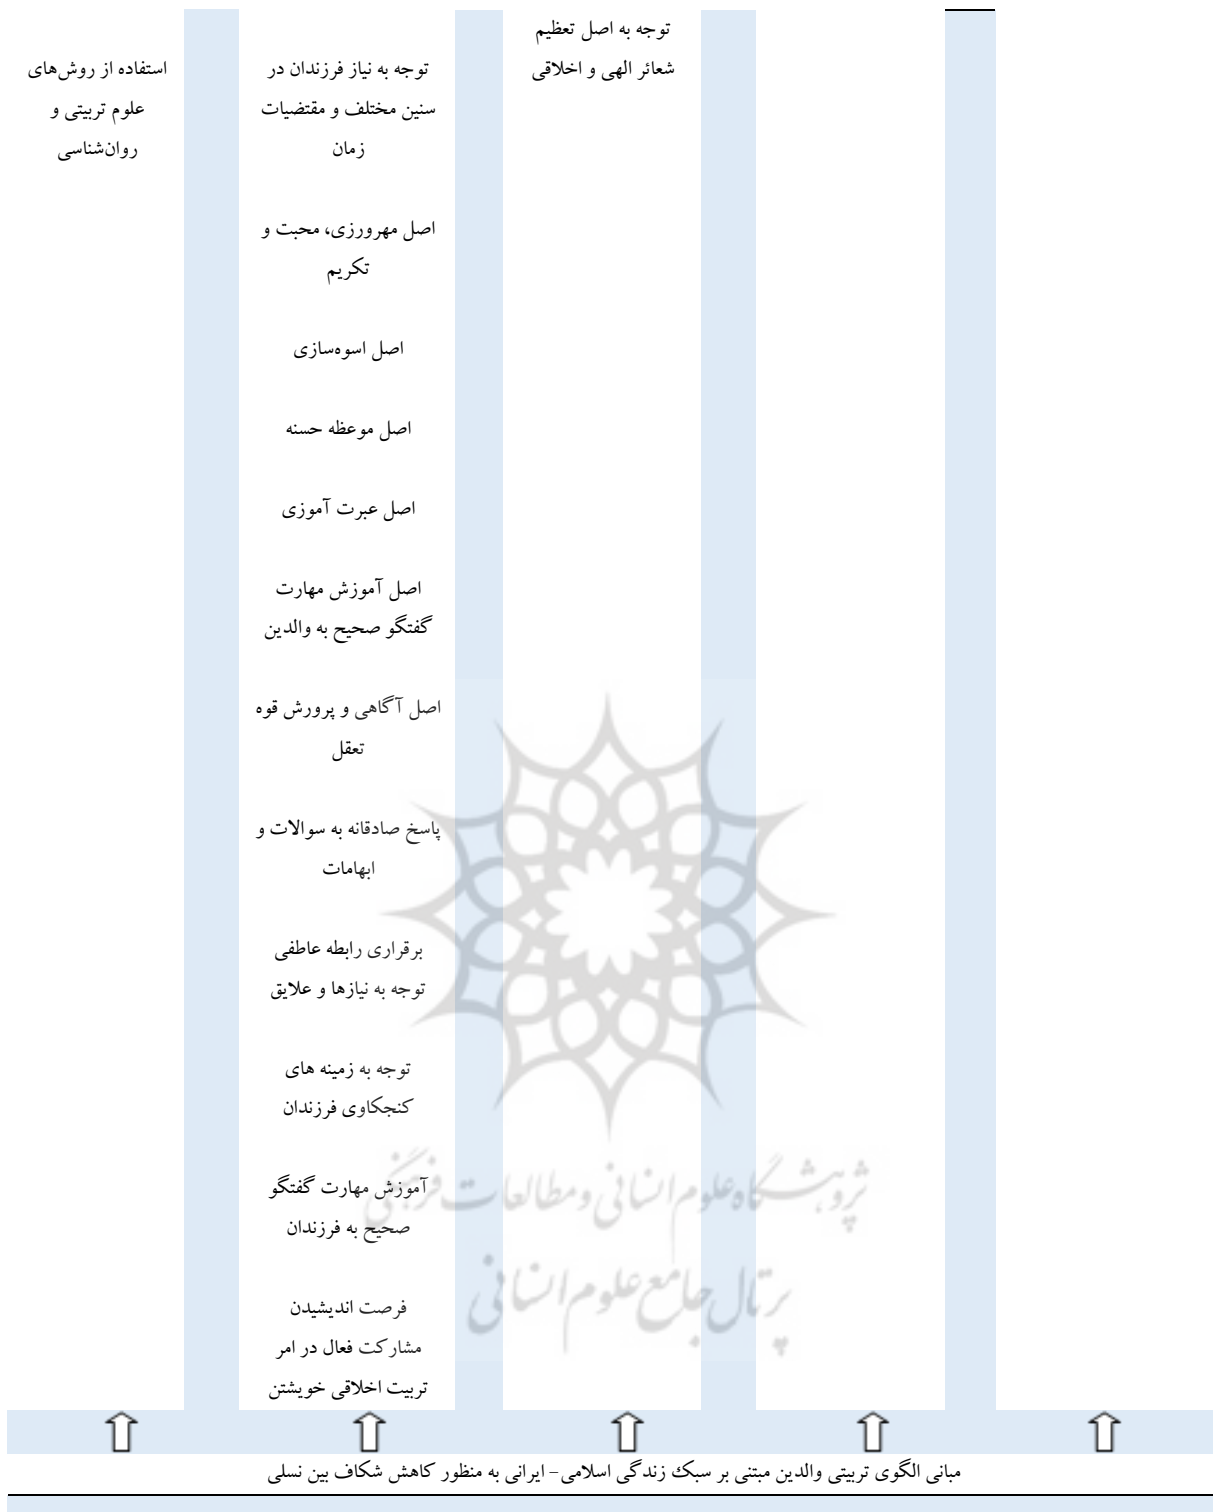 توجه به اصل تعظیم
شعائر الهی و اخلاقی
توجه به نیاز فرزندان در
سنین مختلف و مقتضیات
زمان
اصل مهرورزی، محبت و
تکریم
اصل اسوه‌سازی
اصل موعظه حسنه
اصل عبرت آموزی
اصل آموزش مهارت
گفتگو صحیح به والدین
اصل آگاهی و پرورش قوه
تعقل
پاسخ صادقانه به سوالات و
ابهامات
برقراری رابطه عاطفی
توجه به نیازها و علایق
توجه به زمینه های
کنجکاوی فرزندان
آموزش مهارت گفتگو
صحیح به فرزندان
فرصت اندیشیدن
مشارکت فعال در امر
تربیت اخلاقی خویشتن
استفاده از روش‌های
علوم تربیتی و
روان‌شناسی
پژوهشگاه علوم انسانی و مطالعات فرهنگی
پرتال جامع علوم انسانی
مبانی الگوی تربیتی والدین مبتنی بر سبک زندگی اسلامی- ایرانی به منظور کاهش شکاف بین نسلی